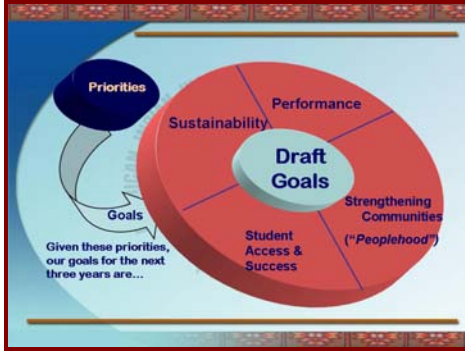 Priorities
Performance
Sustainability
Draft
Goals
Strengthening
Communities
("Peoplehood")
Goals
Student
Access &
Success
Given these priorities,
our goals for the next
three years are...